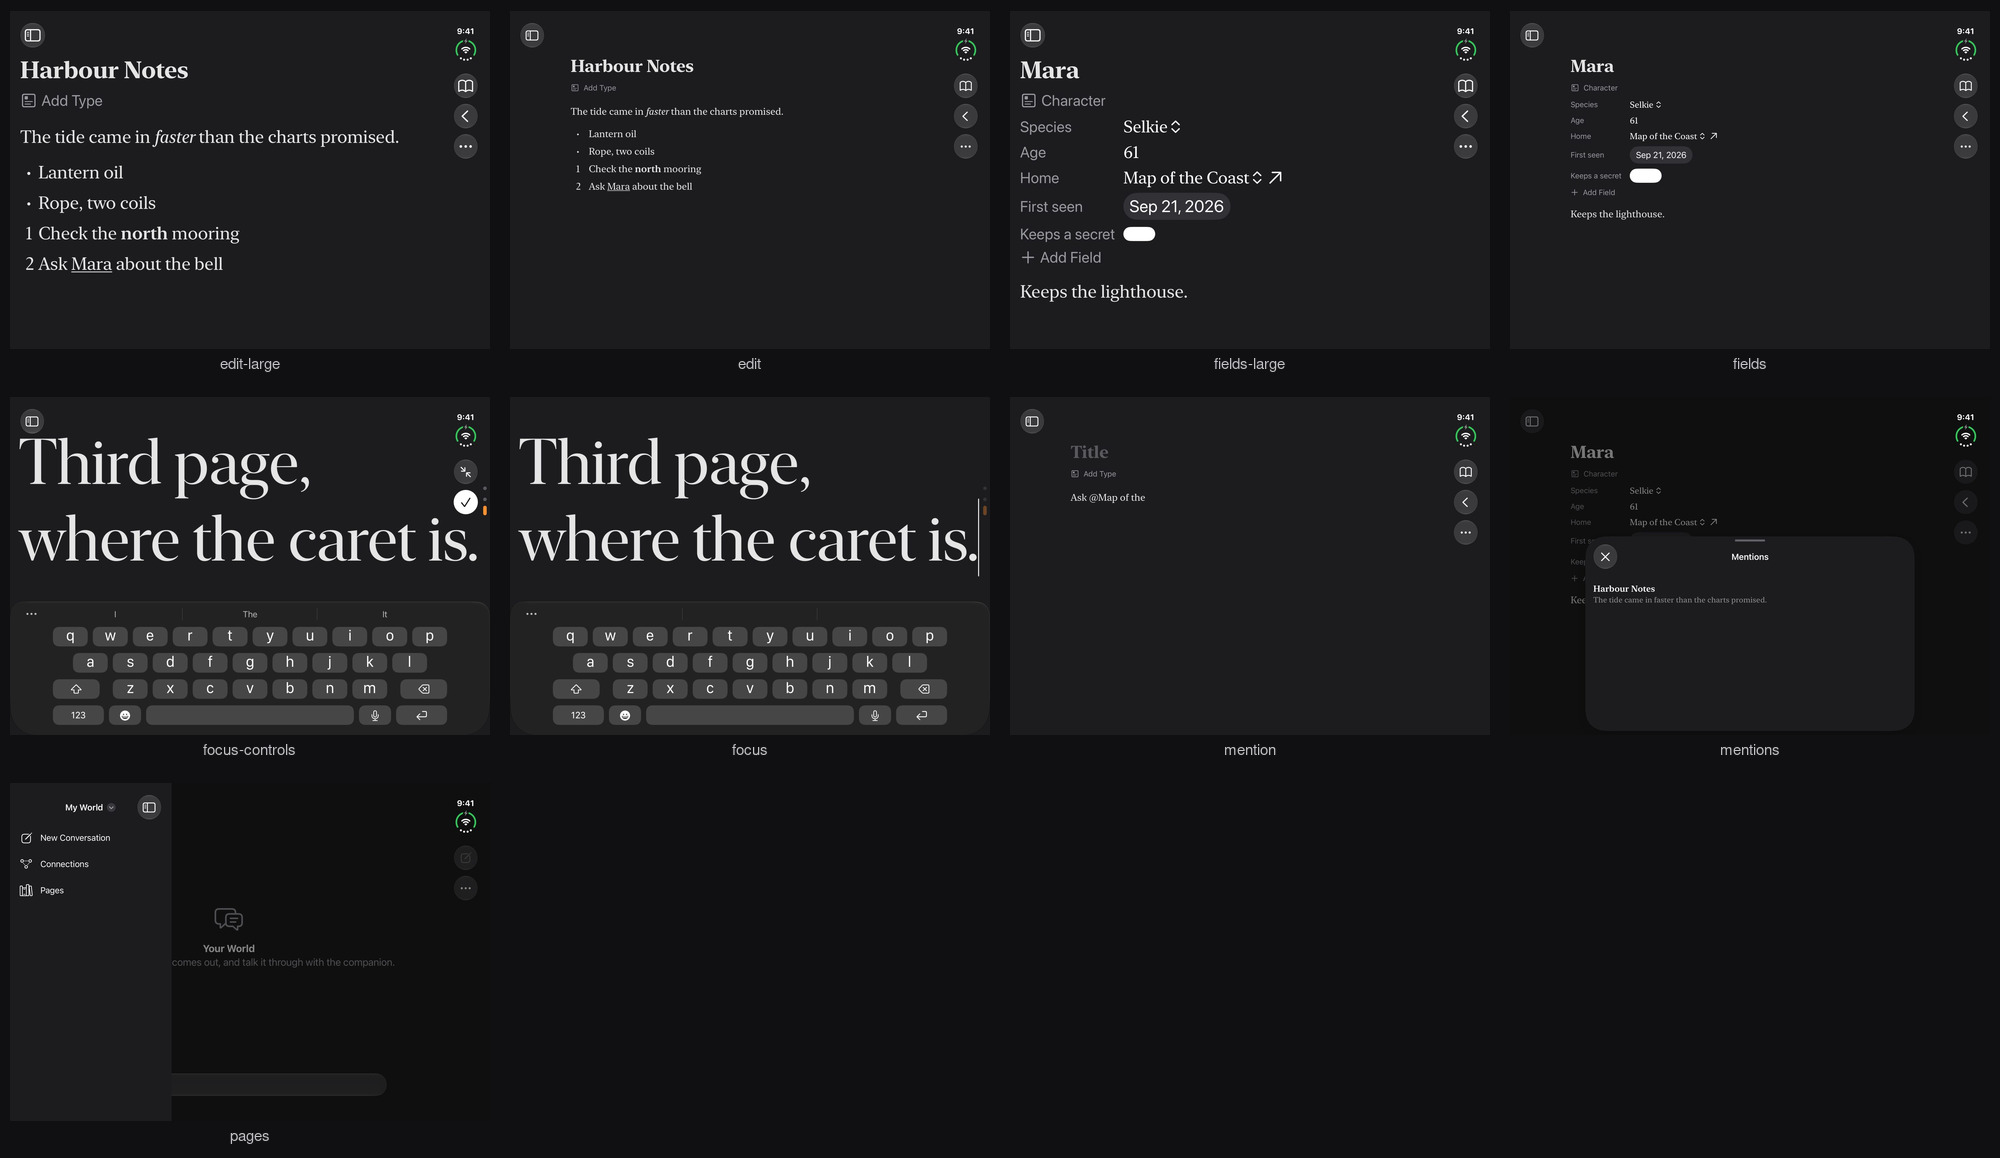 9:41
Harbour Notes
Add Type
The tide came in faster than the charts promised.
• Lantern oil
• Rope, two coils
1 Check the north mooring
2 Ask Mara about the bell
edit-large
9:41
Harbour Notes
Add Type
The tide came in faster than the charts promised.
• Lantern oil
• Rope, two coils
1 Check the north mooring
2 Ask Mara about the bell
edit
9:41
Mara
Character
Species Selkie
Age 61
Home Map of the Coast
First seen Sep 21, 2026
Keeps a secret
Add Field
Keeps the lighthouse.
fields-large
9:41
Mara
Character
Species Selkie
Age 61
Home Map of the Coast
First seen Sep 21, 2026
Keeps a secret
Add Field
Keeps the lighthouse.
fields
9:41
Third page,
where the caret is.
I The It
q w e r t y u i o p
a s d f g h j k l
z x c v b n m
123
focus-controls
Third page,
where the caret is.
q w e r t y u i o p
a s d f g h j k l
z x c v b n m
123
focus
9:41
Title
Add Type
Ask @Map of the
mention
9:41
Mara
Character
Species Selkie
Age 61
Home Map of the Coast
Mentions
Harbour Notes
The tide came in faster than the charts promised.
mentions
My World
New Conversation
Connections
Pages
9:41
Your World
comes out, and talk it through with the companion.
pages